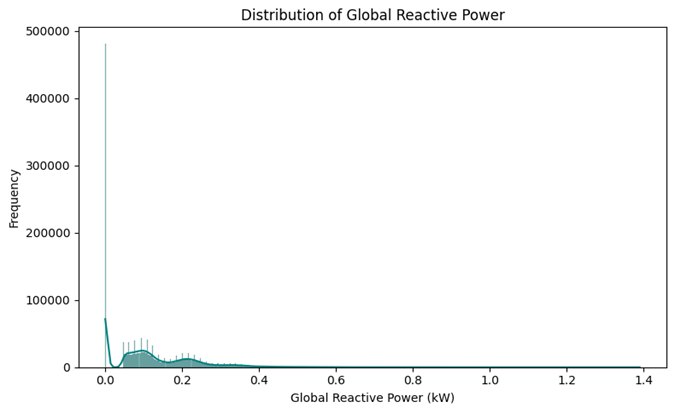 Distribution of Global Reactive Power
500000
400000
300000
200000
100000
0
Frequency
0.0 0.2 0.4 0.6 0.8 1.0 1.2 1.4
Global Reactive Power (kW)